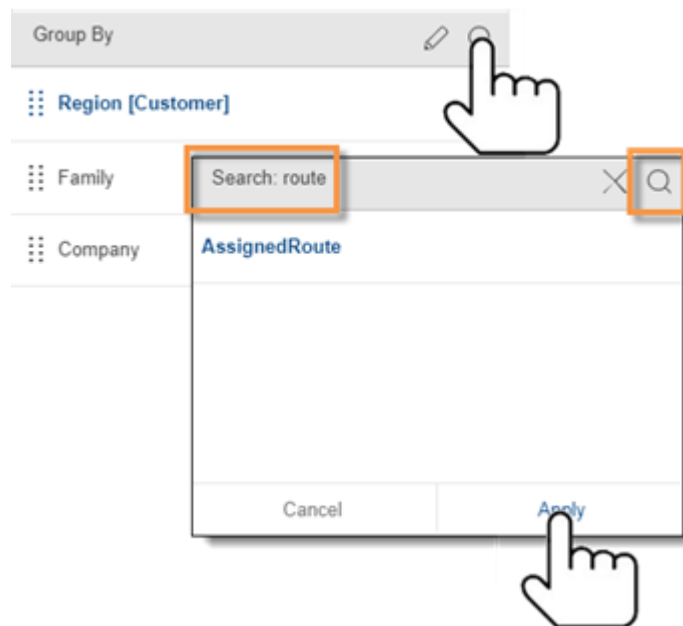 Group By
Region [Customer]
Family
Search: route
Company
AssignedRoute
Cancel
Apply